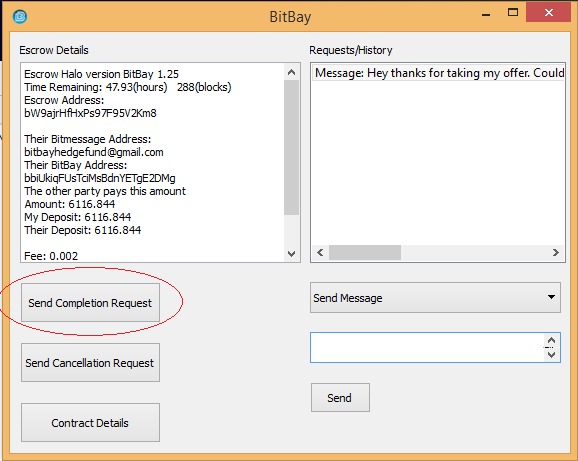 BitBay
Escrow Details
Escrow Halo version BitBay 1.25
Time Remaining: 47.93(hours)   288(blocks)
Escrow Address:
bW9ajrHfHxPs97F95V2Km8
Their Bitmessage Address:
bitbayhedgefund@gmail.com
Their BitBay Address:
bbiUkiqFUsTciMsBdnYETgE2DMg
The other party pays this amount
Amount: 6116.844
My Deposit: 6116.844
Their Deposit: 6116.844
Fee: 0.002
Send Completion Request
Send Cancellation Request
Contract Details
Requests/History
Message: Hey thanks for taking my offer. Could
Send Message
Send